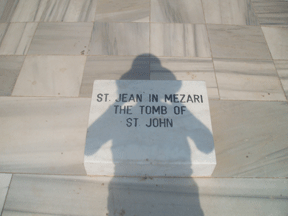 ST. JEAN IN MEZARI
THE TOMB OF
ST JOHN